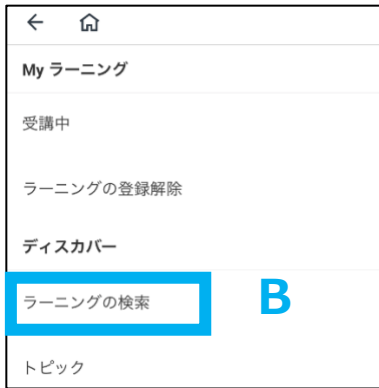 My ラーニング
受講中
ラーニングの登録解除
ディスカバー
ラーニングの検索
B
トピック